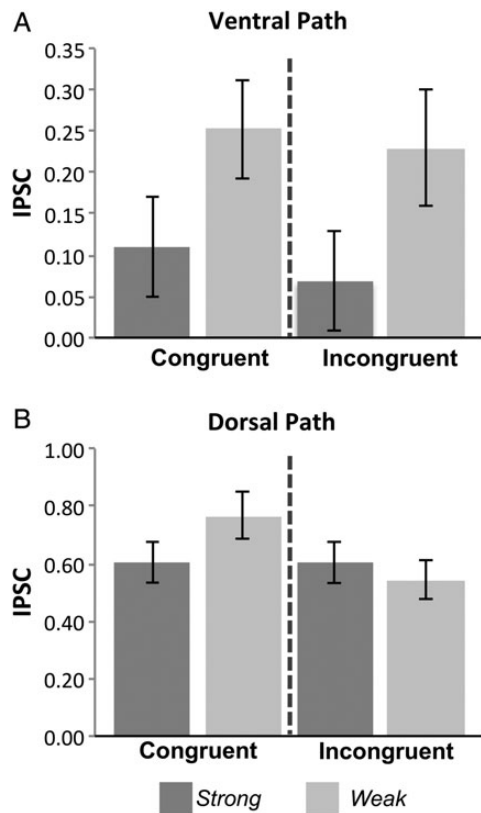 A
Ventral Path
IPSC
0.35
0.30
0.25
0.20
0.15
0.10
0.05
0.00
Congruent Incongruent
B
Dorsal Path
IPSC
1.00
0.80
0.60
0.40
0.20
0.00
Congruent Incongruent
Strong Weak